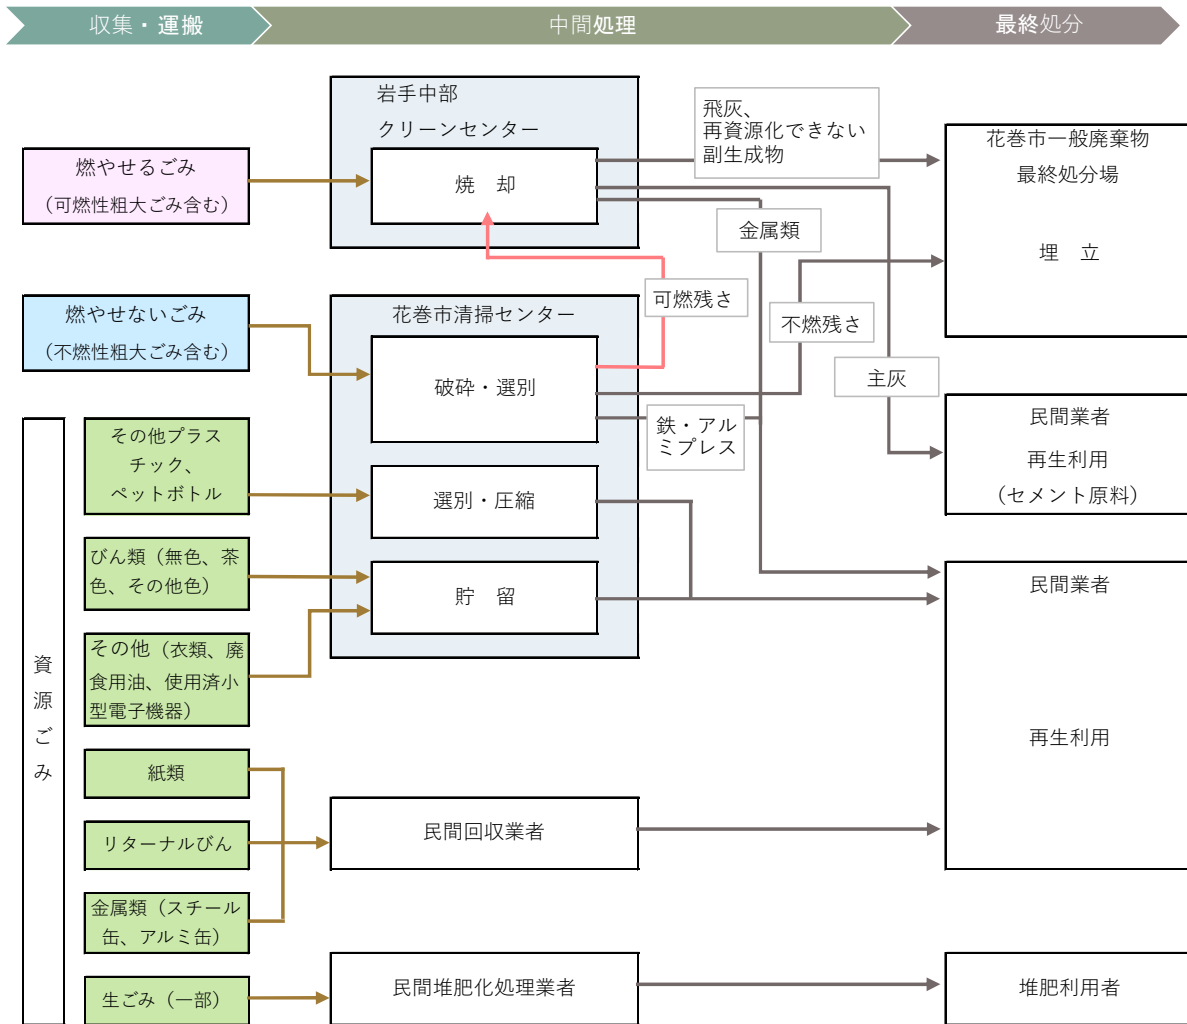 収集・運搬
中間処理
最終処分
岩手中部
クリーンセンター
焼　却
飛灰、
再資源化できない
副生成物
花巻市一般廃棄物
最終処分場
埋　立
燃やせるごみ
（可燃性粗大ごみ含む）
金属類
可燃残さ
不燃残さ
主灰
燃やせないごみ
（不燃性粗大ごみ含む）
花巻市清掃センター
破砕・選別
鉄・アル
ミプレス
民間業者
再生利用
（セメント原料）
資源ごみ
その他プラス
チック、
ペットボトル
選別・圧縮
びん類（無色、茶
色、その他色）
貯　留
民間業者
再生利用
その他（衣類、廃
食用油、使用済小
型電子機器）
紙類
リターナルびん
民間回収業者
金属類（スチール
缶、アルミ缶）
生ごみ（一部）
民間堆肥化処理業者
堆肥利用者